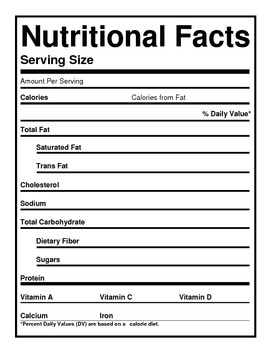 Nutritional Facts
Serving Size
Amount Per Serving
Calories Calories from Fat
% Daily Value*
Total Fat
Saturated Fat
Trans Fat
Cholesterol
Sodium
Total Carbohydrate
Dietary Fiber
Sugars
Protein
Vitamin A Vitamin C Vitamin D
Calcium Iron
*Percent Daily Values (DV) are based on a calorie diet.